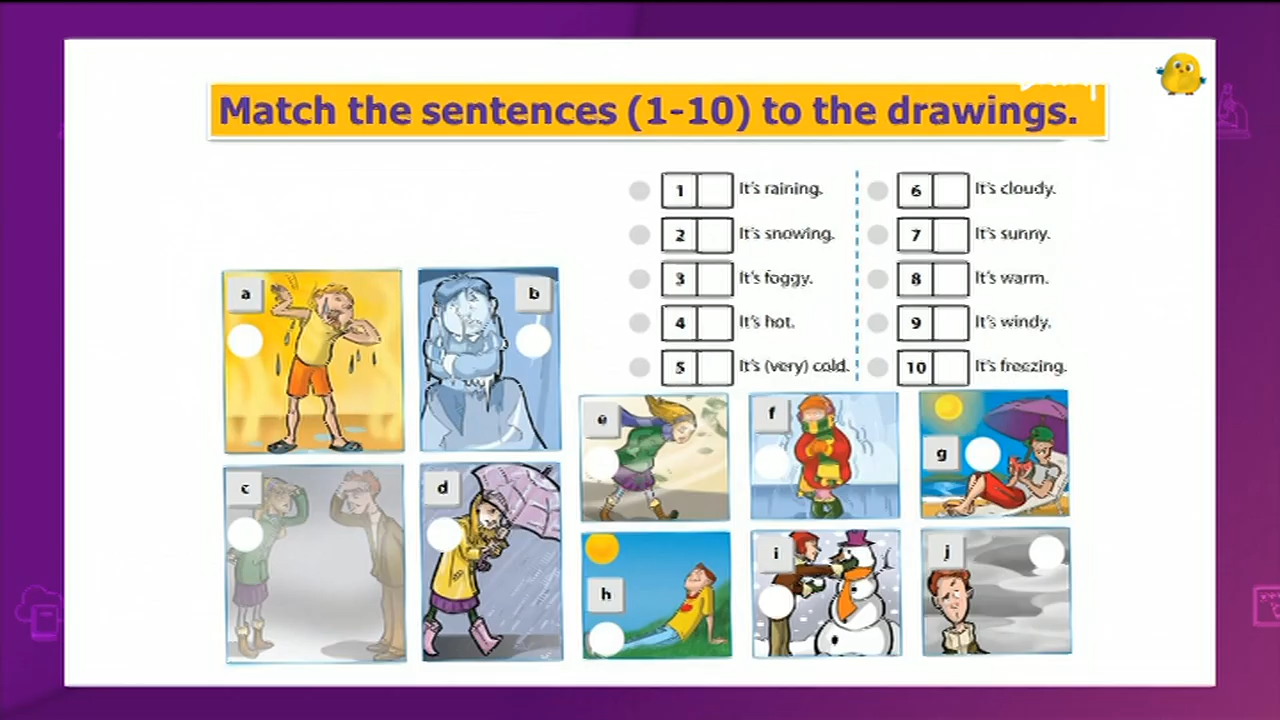 Match the sentences (1-10) to the drawings.
1 It's raining.
2 It's snowing.
3 It's foggy.
4 It's hot.
5 It's (very) cold.
6 It's cloudy.
7 It's sunny.
8 It's warm.
9 It's windy.
10 It's freezing.
a
b
c
d
e
f
g
h
i
j